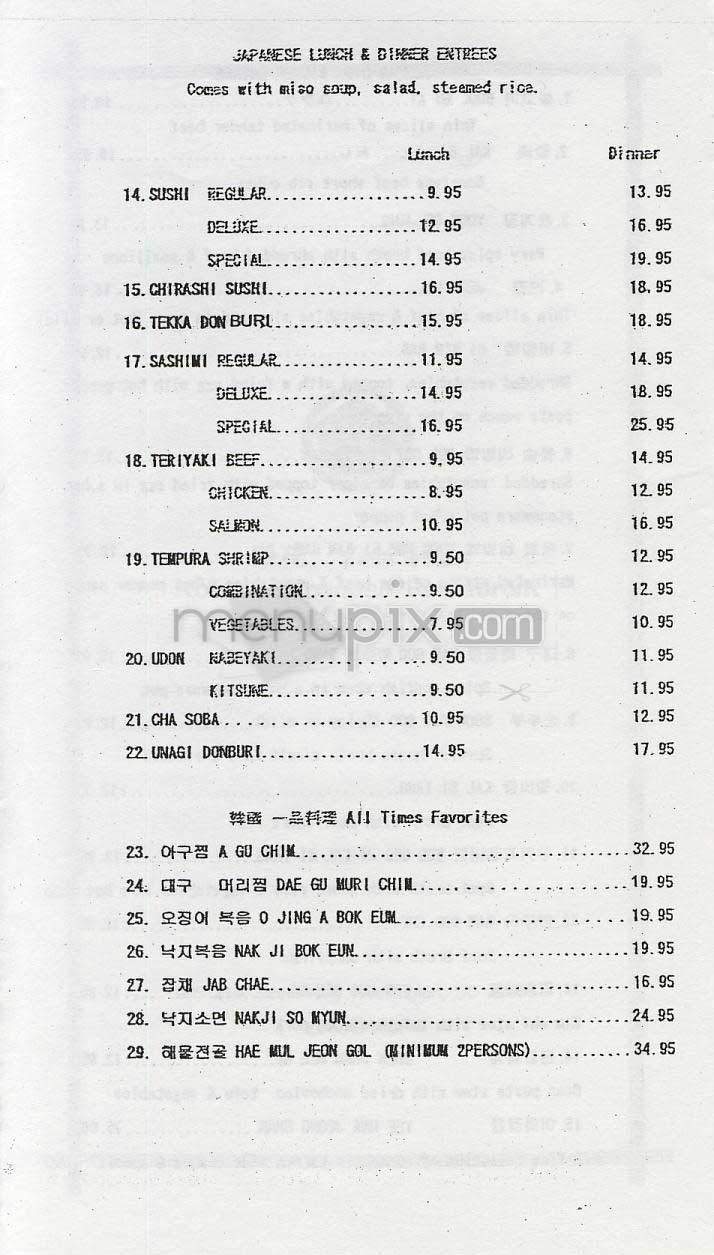 JAPANESE LUNCH & DINNER ENTREES
Comes with miso soup, salad, steamed rice.
Lunch Dinner
14. SUSHI REGULAR...................9.95 13.95
DELUXE..................12.95 16.95
SPECIAL.................14.95 19.95
15. CHIRASHI SUSHI.................16.95 18.95
16. TEKKA DON BURI.................15.95 18.95
17. SASHIMI REGULAR................11.95 14.95
DELUXE.................14.95 18.95
SPECIAL................16.95 25.95
18. TERIYAKI BEEF...................9.95 14.95
CHICKEN..................8.95 12.95
SALMON..................10.95 16.95
19. TEMPURA SHRIMP..................9.50 12.95
COMBINATION..............9.50 12.95
VEGETABLES...............7.95 10.95
menupix.com
20. UDON NABEYAKI.................9.50 11.95
KITSUNE..................9.50 11.95
21. CHA SOBA.......................10.95 12.95
22. UNAGI DONBURI..................14.95 17.95
韓國 一品料理 All Times Favorites
23. 아구찜 A GU CHIM...................................32.95
24. 대구 머리찜 DAE GU MURI CHIM.......................19.95
25. 오징어 볶음 O JING A BOK EUM.......................19.95
26. 낙지볶음 NAK JI BOK EUN............................19.95
27. 잡채 JAB CHAE......................................16.95
28. 낙지소면 NAKJI SO MYUN.............................24.95
29. 해물전골 HAE MUL JEON GOL (MINIMUM 2PERSONS)............34.95